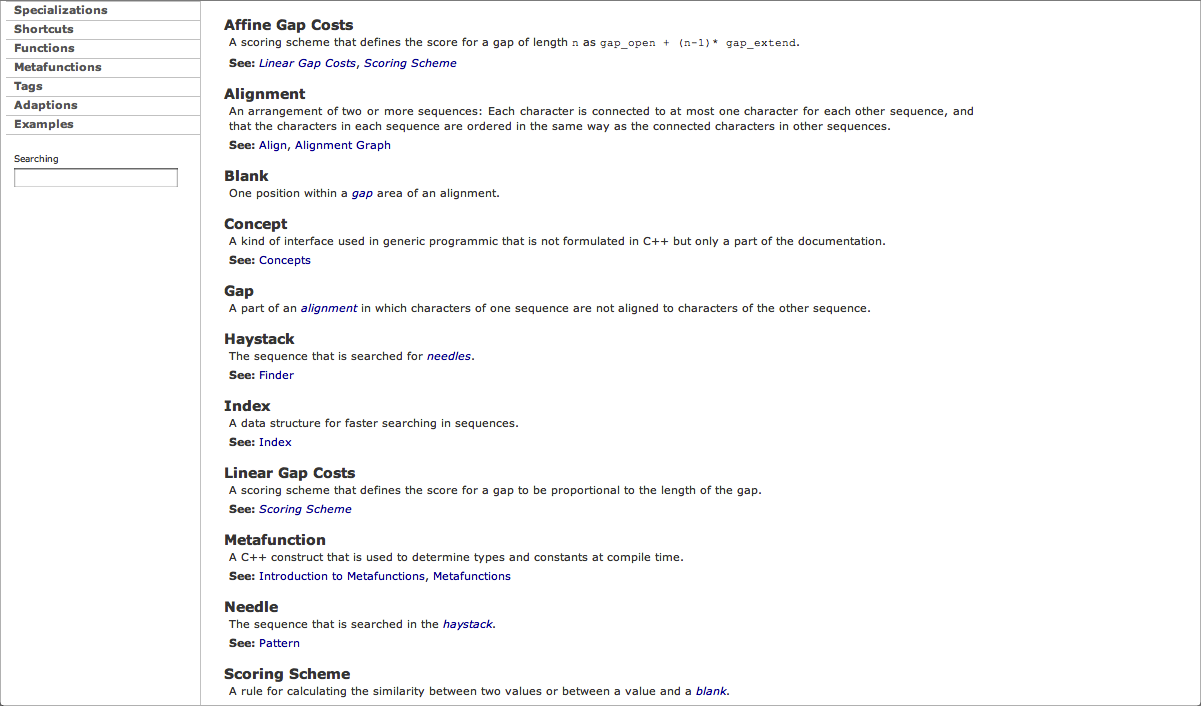 Specializations
Shortcuts
Functions
Metafunctions
Tags
Adaptions
Examples
Searching
Affine Gap Costs
A scoring scheme that defines the score for a gap of length n as gap_open + (n-1)* gap_extend.
See: Linear Gap Costs, Scoring Scheme
Alignment
An arrangement of two or more sequences: Each character is connected to at most one character for each other sequence, and
that the characters in each sequence are ordered in the same way as the connected characters in other sequences.
See: Align, Alignment Graph
Blank
One position within a gap area of an alignment.
Concept
A kind of interface used in generic programmic that is not formulated in C++ but only a part of the documentation.
See: Concepts
Gap
A part of an alignment in which characters of one sequence are not aligned to characters of the other sequence.
Haystack
The sequence that is searched for needles.
See: Finder
Index
A data structure for faster searching in sequences.
See: Index
Linear Gap Costs
A scoring scheme that defines the score for a gap to be proportional to the length of the gap.
See: Scoring Scheme
Metafunction
A C++ construct that is used to determine types and constants at compile time.
See: Introduction to Metafunctions, Metafunctions
Needle
The sequence that is searched in the haystack.
See: Pattern
Scoring Scheme
A rule for calculating the similarity between two values or between a value and a blank.